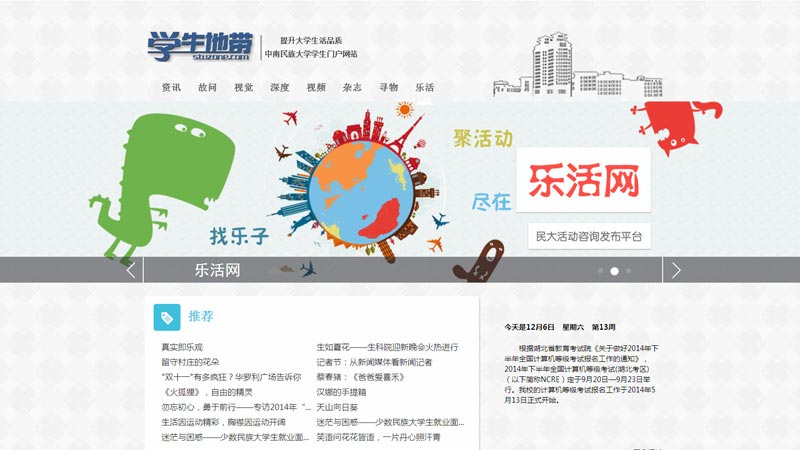 学生地带
stuzone.com
提升大学生活品质
中南民族大学学生门户网站
资讯 故问 视觉 深度 视频 杂志 寻物 乐活
聚活动
尽在
乐活网
找乐子
民大活动咨询发布平台
乐活网
推荐
真实即乐观
留守村庄的花朵
"双十一"有多疯狂？华罗利广场告诉你
《火狐狸》，自由的精灵
勿忘初心，勇于前行——专访2014年“...
生活因运动精彩，胸襟因运动开阔
迷茫与困惑——少数民族大学生就业面...
如生夏花——生科院迎新晚会火热进行
记者节：从新闻媒体看新闻记者
蔡春猪：《爸爸爱喜禾》
汉娜的手提箱
天山向日葵
迷茫与困惑——少数民族大学生就业面...
笑语问花花皆语，一片丹心照汗青
今天是12月6日 星期六 第13周
根据湖北省教育考试院《关于做好2014年下
半年全国计算机等级考试报名工作的通知》，
2014年下半年全国计算机等级考试(湖北考区)
（以下简称NCRE）定于9月20日—9月23日举
行。我校的计算机等级考试报名工作于2014年5
月13日正式开始。